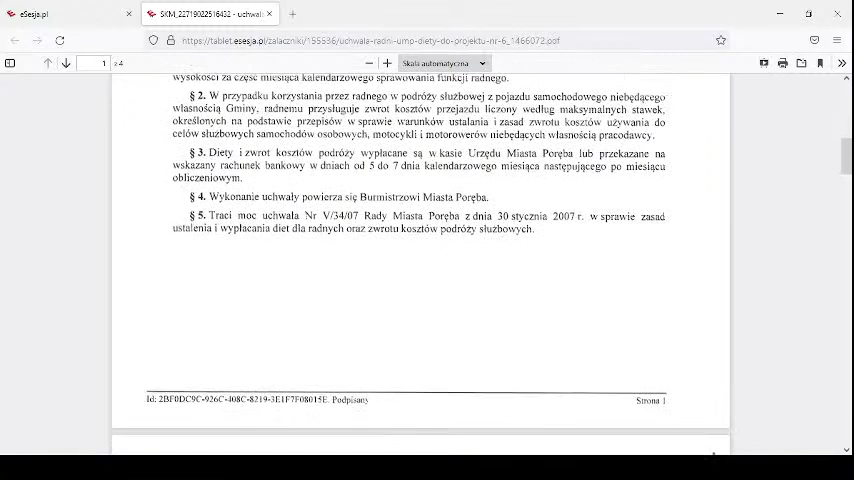 eSesja.pl
SKM_22719022516432 - uchwał
https://tablet.esesja.pl/zalaczniki/155536/uchwala-radni-ump-diety-do-projektu-nr-6_1466072.pdf
1 z 4
Skala automatyczna
wysokości za część miesiąca kalendarzowego sprawowania funkcji radnego.
§ 2. W przypadku korzystania przez radnego w podróży służbowej z pojazdu samochodowego niebędącego
własnością Gminy, radnemu przysługuje zwrot kosztów przejazdu liczony według maksymalnych stawek,
określonych na podstawie przepisów w sprawie warunków ustalania i zasad zwrotu kosztów używania do
celów służbowych samochodów osobowych, motocykli i motorowerów niebędących własnością pracodawcy.
§ 3. Diety i zwrot kosztów podróży wypłacane są w kasie Urzędu Miasta Poręba lub przekazane na
wskazany rachunek bankowy w dniach od 5 do 7 dnia kalendarzowego miesiąca następującego po miesiącu
obliczeniowym.
§ 4. Wykonanie uchwały powierza się Burmistrzowi Miasta Poręba.
§ 5. Traci moc uchwała Nr V/34/07 Rady Miasta Poręba z dnia 30 stycznia 2007 r. w sprawie zasad
ustalenia i wypłacania diet dla radnych oraz zwrotu kosztów podróży służbowych.
Id: 2BF0DC9C-926C-408C-8219-3E1F7F08015E. Podpisany
Strona 1